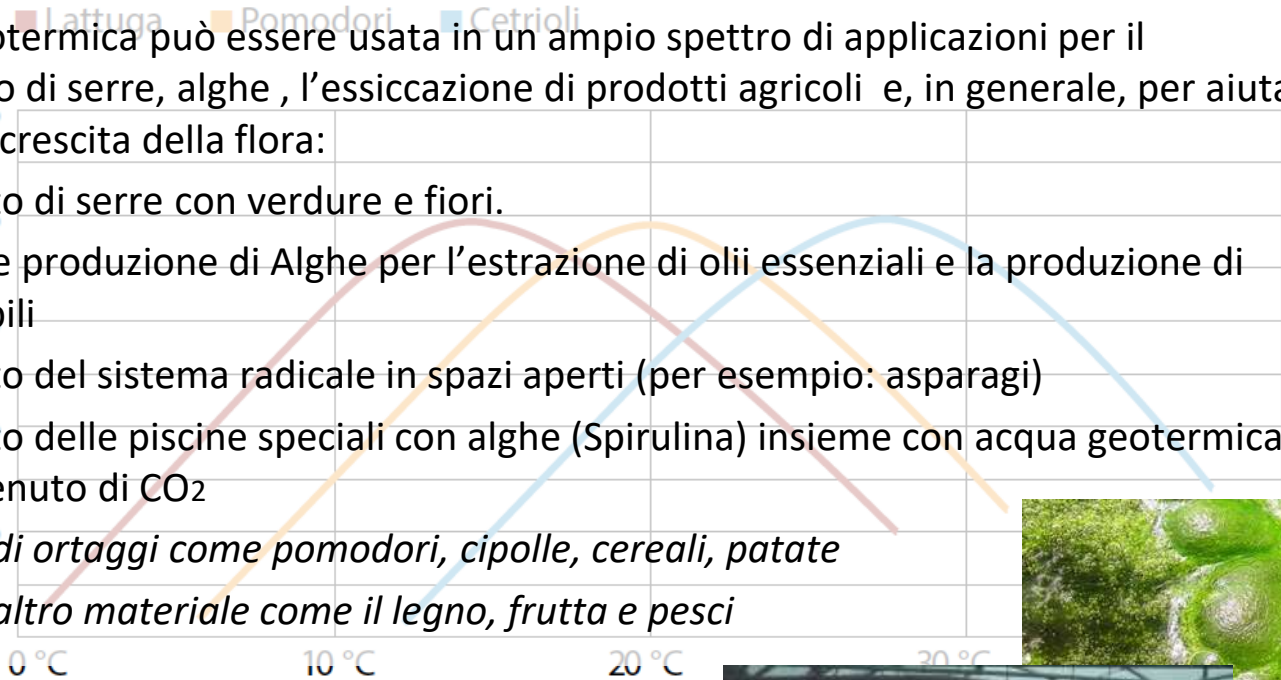 Lattuga Pomodori Cetrioli
otermica può essere usata in un ampio spettro di applicazioni per il
o di serre, alghe , l’essiccazione di prodotti agricoli e, in generale, per aiuta
crescita della flora:
to di serre con verdure e fiori.
e produzione di Alghe per l’estrazione di olii essenziali e la produzione di
bili
to del sistema radicale in spazi aperti (per esempio: asparagi)
to delle piscine speciali con alghe (Spirulina) insieme con acqua geotermica
enuto di CO2
di ortaggi come pomodori, cipolle, cereali, patate
altro materiale come il legno, frutta e pesci
0 °C 10 °C 20 °C 30 °C